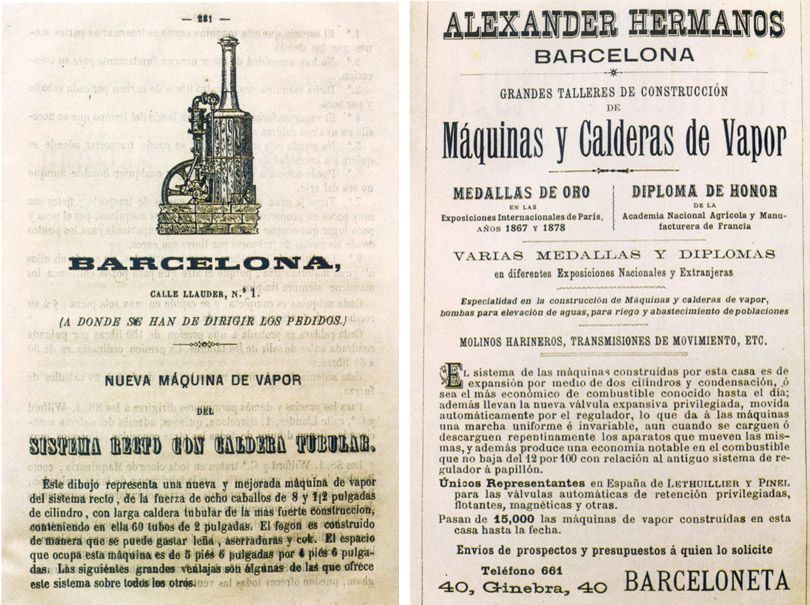 — 281 —
BARCELONA,
CALLE LLAUDER, N.º 1.
(A DONDE SE HAN DE DIRIGIR LOS PEDIDOS.)
NUEVA MÁQUINA DE VAPOR
DEL
SISTEMA RECTO CON CALDERA TUBULAR.
Este dibujo representa una nueva y mejorada máquina de vapor
del sistema recto, de la fuerza de ocho caballos de 8 y 1/2 pulgadas
de cilindro, con larga caldera tubular de la mas fuerte construccion,
conteniendo en ella 60 tubos de 2 pulgadas. El fogon es construido
de manera que se puede gastar leña, aserraduras y cok. El espacio
que ocupa esta máquina es de 5 piés 6 pulgadas por 4 piés 6 pulga-
das. Las siguientes grandes ventajas son algunas de las que ofrece
este sistema sobre todos los otros.
ALEXANDER HERMANOS
BARCELONA
GRANDES TALLERES DE CONSTRUCCIÓN
DE
Máquinas y Calderas de Vapor
MEDALLAS DE ORO
EN LAS
Exposiciones Internacionales de París,
AÑOS 1867 Y 1878
DIPLOMA DE HONOR
DE LA
Academia Nacional Agrícola y Manu-
facturera de Francia
VARIAS MEDALLAS Y DIPLOMAS
en diferentes Exposiciones Nacionales y Extranjeras
Especialidad en la construcción de Máquinas y calderas de vapor,
bombas para elevación de aguas, para riego y abastecimiento de poblaciones
MOLINOS HARINEROS, TRANSMISIONES DE MOVIMIENTO, ETC.
EL sistema de las máquinas construidas por esta casa es de
expansión por medio de dos cilindros y condensación, ó
sea el más económico de combustible conocido hasta el día;
además llevan la nueva válvula expansiva privilegiada, movida
automáticamente por el regulador, lo que da á las máquinas
una marcha uniforme é invariable, aun cuando se carguen ó
descarguen repentinamente los aparatos que mueven las mis-
mas, y además produce una economía notable en el combustible
que no baja del 12 por 100 con relación al antiguo sistema de re-
gulador á papillón.
Únicos Representantes en España de LETHUILLIER Y PINEL
para las válvulas automáticas de retención privilegiadas,
flotantes, magnéticas y otras.
Pasan de 15,000 las máquinas de vapor construidas en esta
casa hasta la fecha.
Envíos de prospectos y presupuestos á quien lo solicite
Teléfono 661
40, Ginebra, 40 BARCELONETA